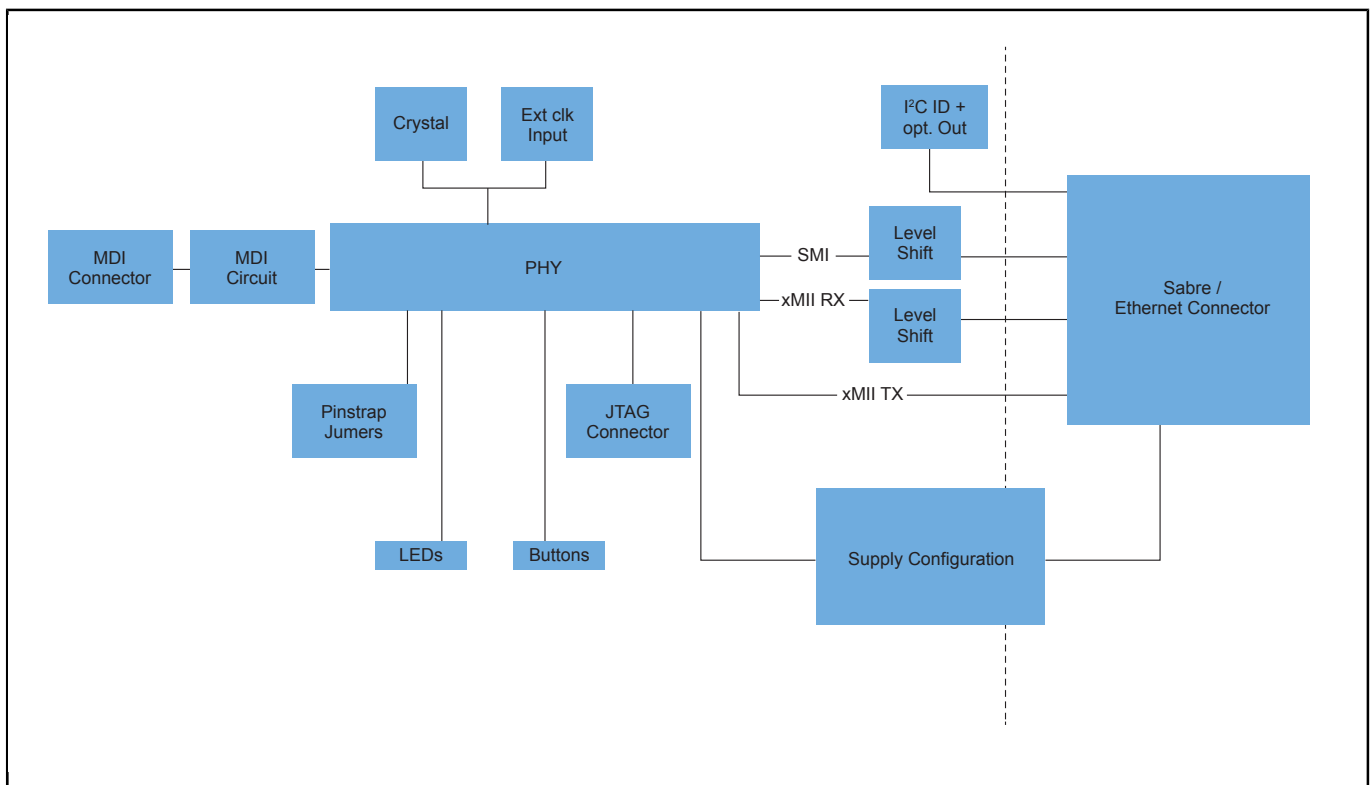 Crystal
Ext clk
Input
I²C ID +
opt. Out
MDI
Connector
MDI
Circuit
PHY
SMI
Level
Shift
xMII RX
Level
Shift
Sabre /
Ethernet Connector
xMII TX
Pinstrap
Jumers
JTAG
Connector
LEDs
Buttons
Supply Configuration